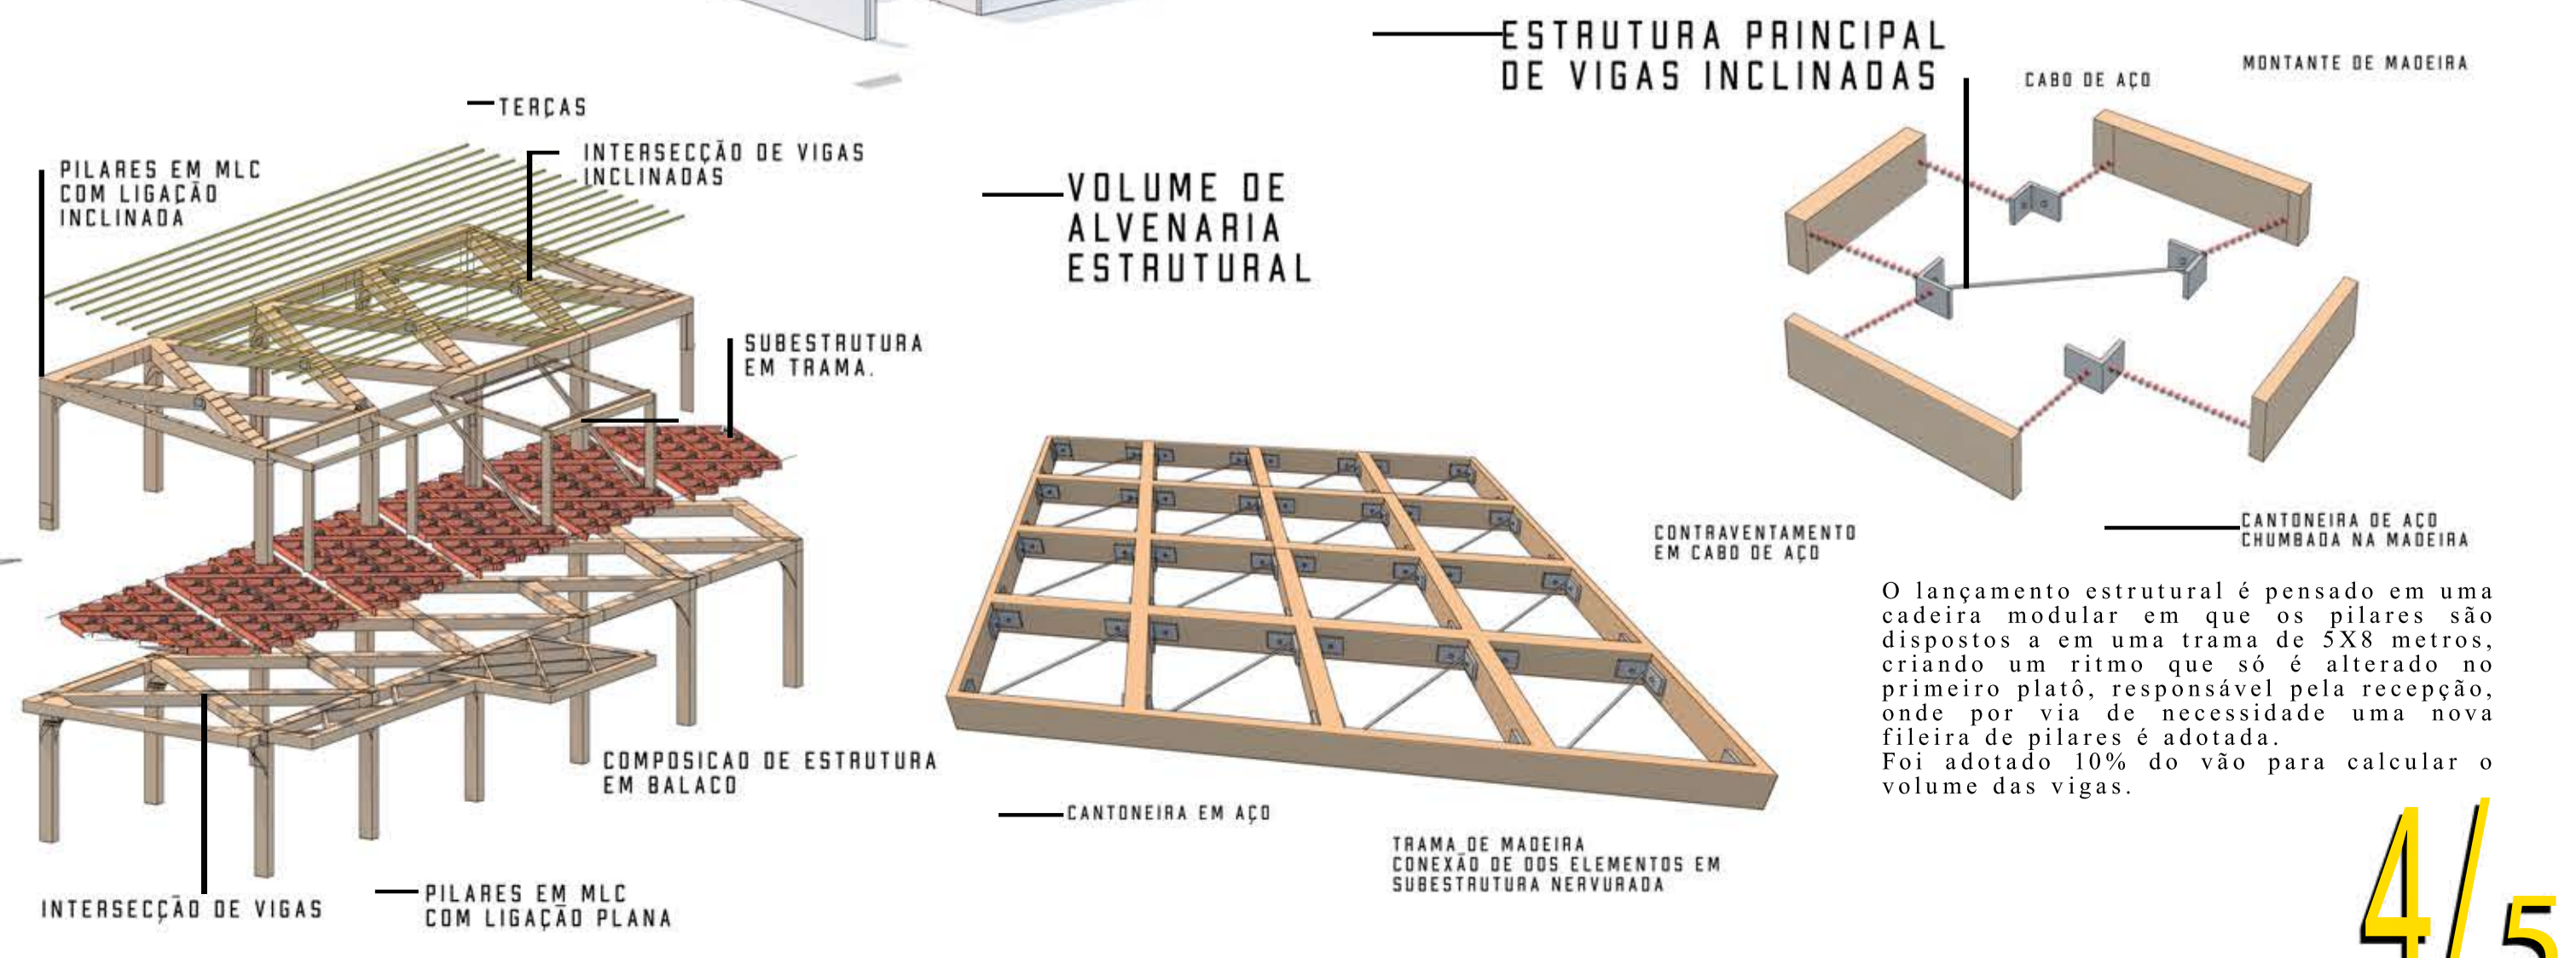 ESTRUTURA PRINCIPAL
DE VIGAS INCLINADAS
CABO DE AÇO
MONTANTE DE MADEIRA
TERÇAS
PILARES EM MLC
COM LIGAÇÃO
INCLINADA
INTERSECÇÃO DE VIGAS
INCLINADAS
VOLUME DE
ALVENARIA
ESTRUTURAL
SUBESTRUTURA
EM TRAMA.
CONTRAVENTAMENTO
EM CABO DE AÇO
CANTONEIRA DE AÇO
CHUMBADA NA MADEIRA
O lançamento estrutural é pensado em uma
cadeira modular em que os pilares são
dispostos a em uma trama de 5X8 metros,
criando um ritmo que só é alterado no
primeiro platô, responsável pela recepção,
onde por via de necessidade uma nova
fileira de pilares é adotada.
Foi adotado 10% do vão para calcular o
volume das vigas.
COMPOSICAO DE ESTRUTURA
EM BALACO
CANTONEIRA EM AÇO
TRAMA DE MADEIRA
CONEXÃO DE DOS ELEMENTOS EM
SUBESTRUTURA NERVURADA
INTERSECÇÃO DE VIGAS
PILARES EM MLC
COM LIGAÇÃO PLANA
4/5